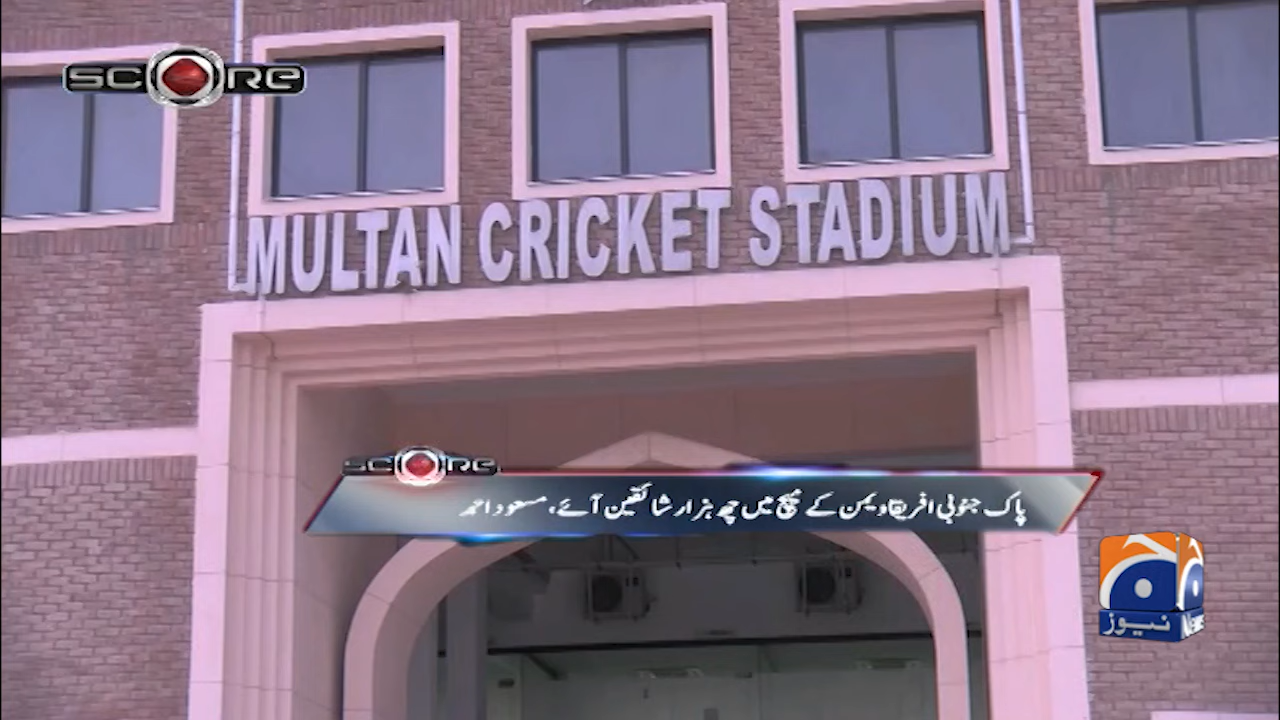 SCORE
MULTAN CRICKET STADIUM
SCORE
پاک جنوبی افریقا ویمن کے میچ میں چھ ہزار شائقین آئے، مسعود احمد
نیوز News